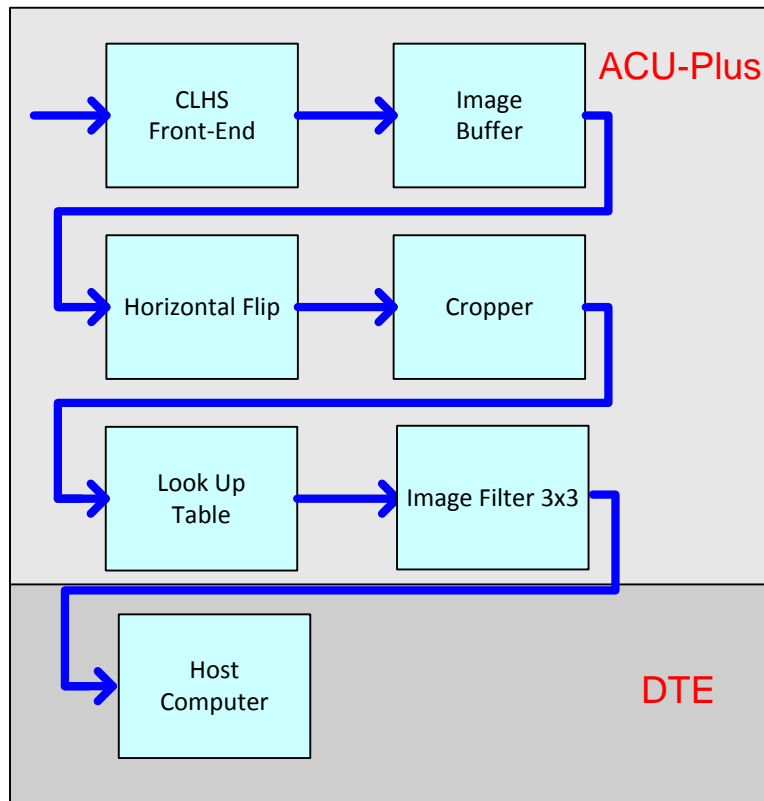 ACU-Plus
CLHS
Front-End
Image
Buffer
Horizontal Flip
Cropper
Look Up
Table
Image Filter 3x3
Host
Computer
DTE